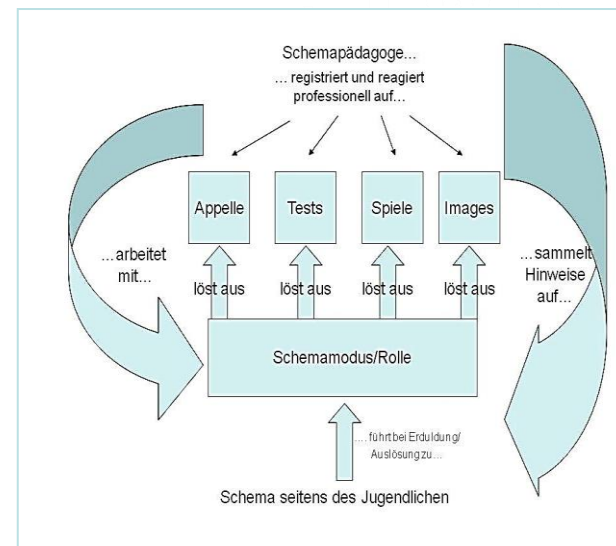 Schemapädagoge...
... registriert und reagiert
professionell auf...
Appelle
Tests
Spiele
Images
...arbeitet
mit...
...sammelt
Hinweise
auf...
löst aus
löst aus
löst aus
löst aus
Schemamodus/Rolle
.... führt bei Erduldung/
Auslösung zu...
Schema seitens des Jugendlichen